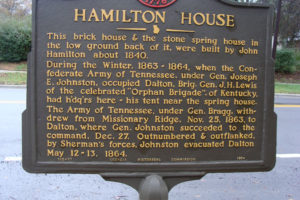 HAMILTON HOUSE
This brick house & the stone spring house in
the low ground back of it, were built by John
Hamilton about 1840.
During the Winter, 1863-1864, when the Con-
federate Army of Tennessee, under Gen. Joseph
E. Johnston, occupied Dalton, Brig. Gen. J. H. Lewis
of the celebrated "Orphan Brigade", of Kentucky,
had h'dq'rs here - his tent near the spring house.
The Army of Tennessee, under Gen. Bragg, with-
drew from Missionary Ridge, Nov. 25, 1863, to
Dalton, where Gen. Johnston succeeded to the
command, Dec. 27. Outnumbered & outflanked,
by Sherman's forces, Johnston evacuated Dalton
May 12-13, 1864.
GEORGIA HISTORICAL COMMISSION